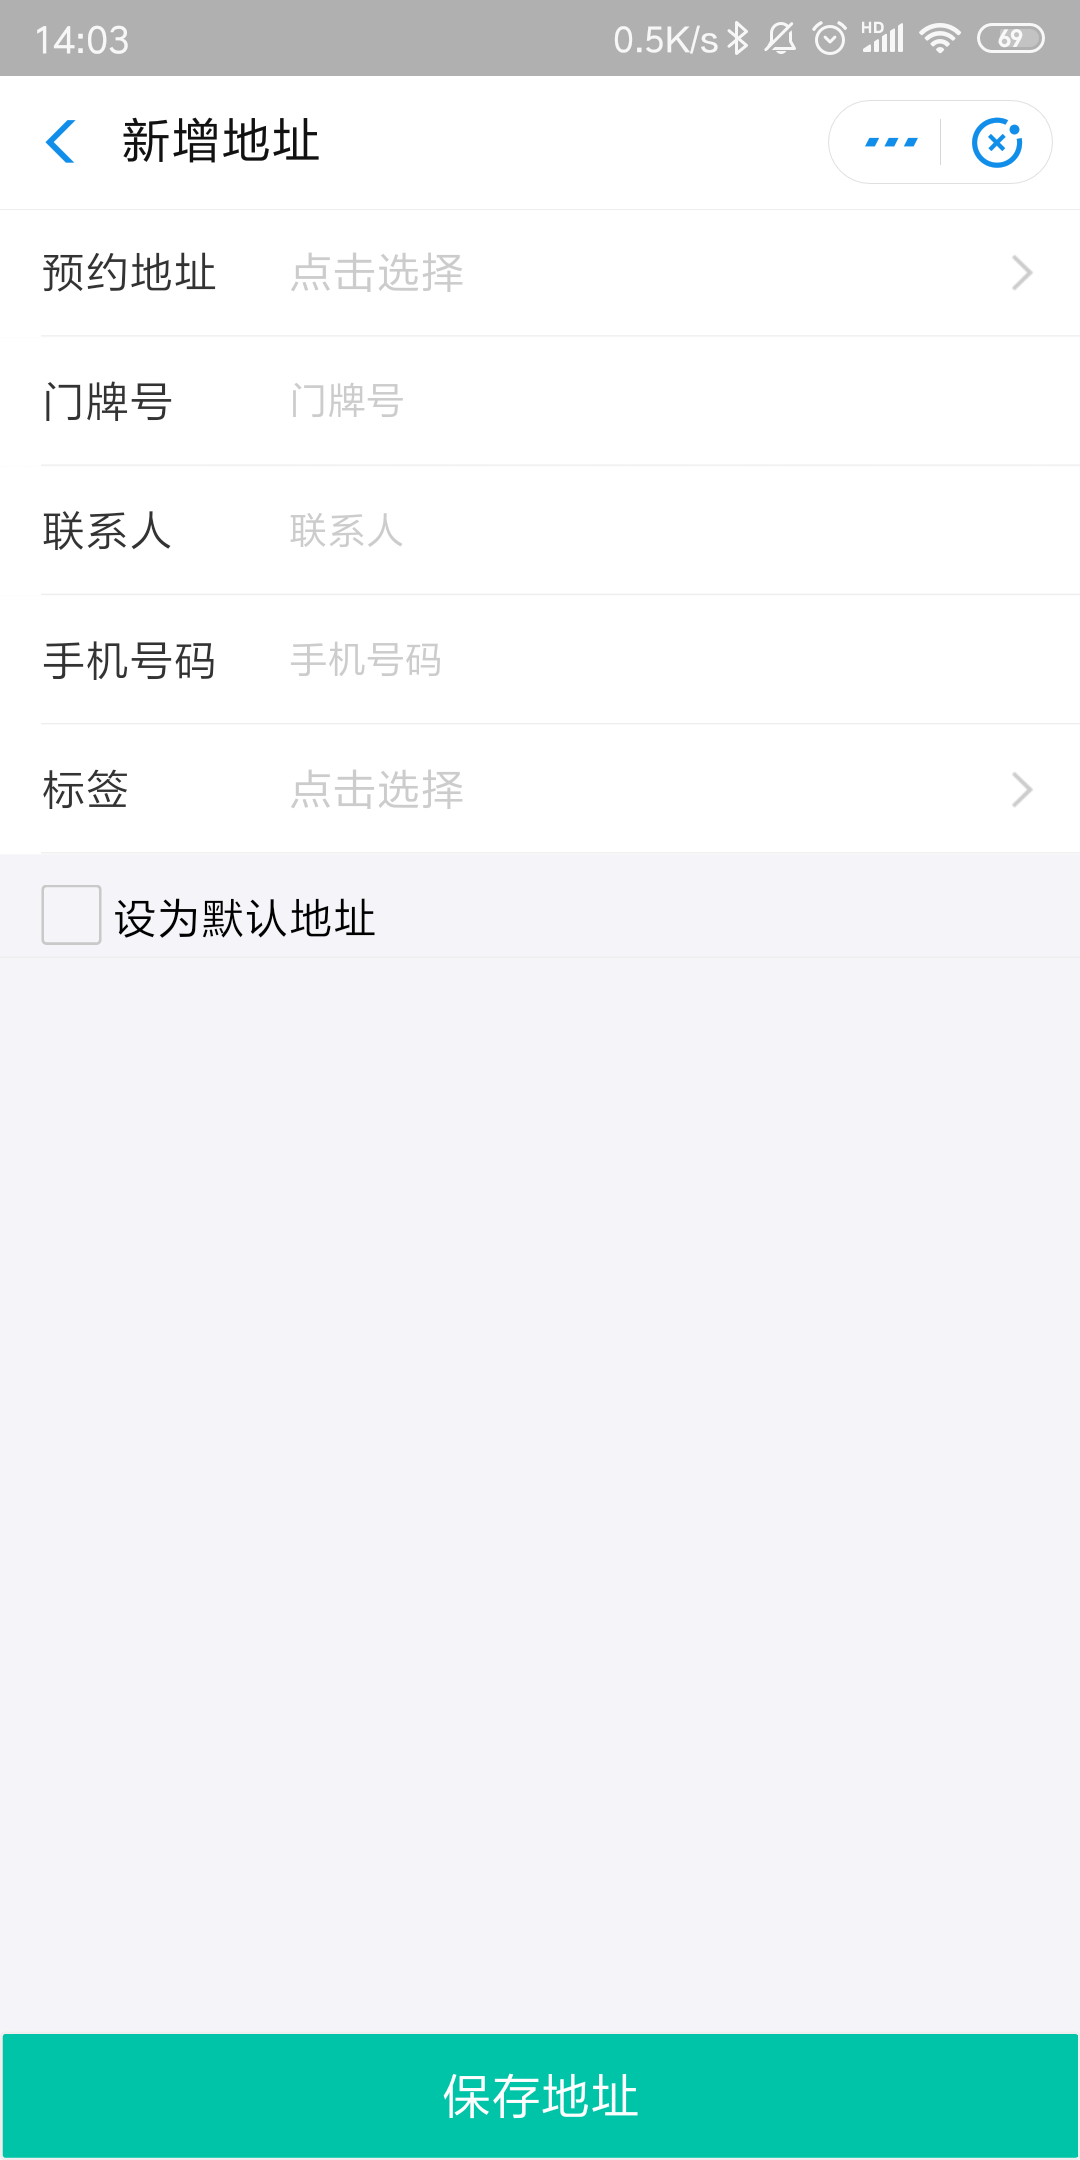 14:03 0.5K/s HD 69
新增地址
预约地址 点击选择
门牌号 门牌号
联系人 联系人
手机号码 手机号码
标签 点击选择
设为默认地址
保存地址